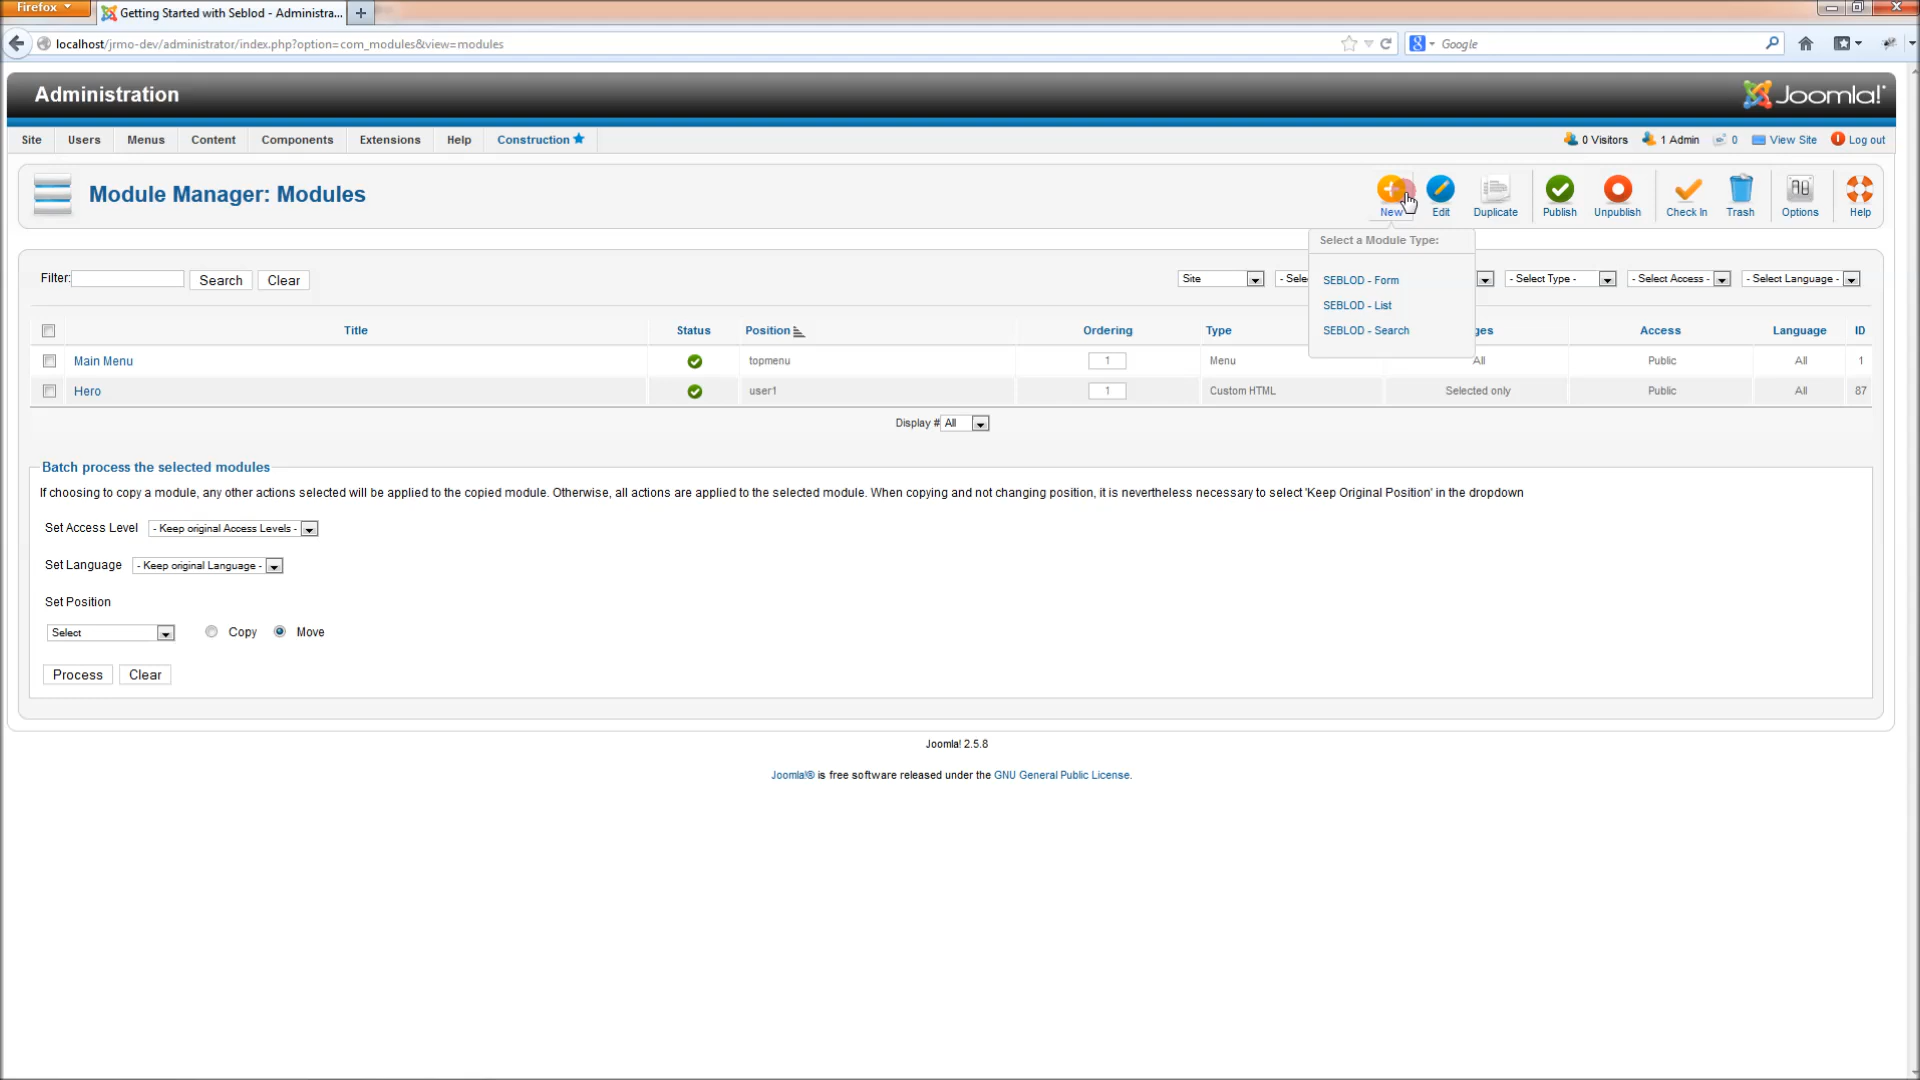 Firefox
Getting Started with Seblod - Administra...
localhost/jrmo-dev/administrator/index.php?option=com_modules&view=modules
Google
Administration
Joomla!
Site Users Menus Content Components Extensions Help Construction
0 Visitors 1 Admin 0 View Site Log out
Module Manager: Modules
New Edit Duplicate Publish Unpublish Check In Trash Options Help
Select a Module Type:
SEBLOD - Form
SEBLOD - List
SEBLOD - Search
Filter: Search Clear
Site - Sele - Select Type - - Select Access - - Select Language -
Title Status Position Ordering Type ges Access Language ID
Main Menu topmenu 1 Menu All Public All 1
Hero user1 1 Custom HTML Selected only Public All 87
Display # All
Batch process the selected modules
If choosing to copy a module, any other actions selected will be applied to the copied module. Otherwise, all actions are applied to the selected module. When copying and not changing position, it is nevertheless necessary to select 'Keep Original Position' in the dropdown
Set Access Level - Keep original Access Levels -
Set Language - Keep original Language -
Set Position
Select Copy Move
Process Clear
Joomla! 2.5.8
Joomla!® is free software released under the GNU General Public License.